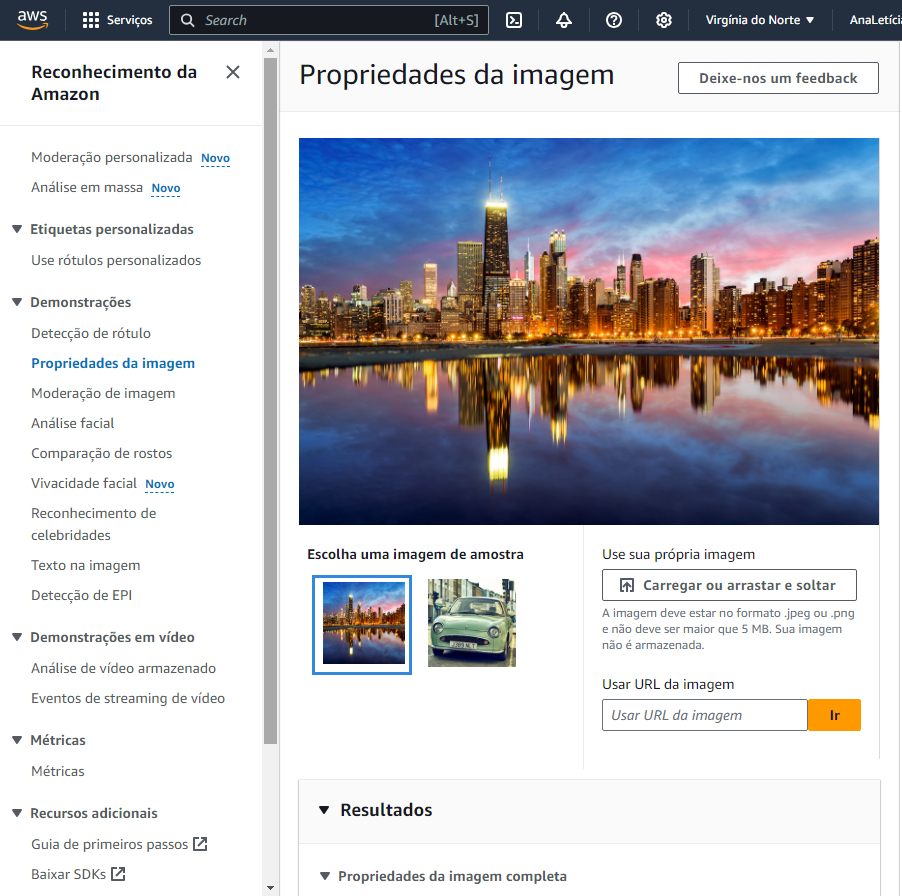 aws
Serviços
Search
[Alt+S]
Virgínia do Norte
AnaLetíci
Reconhecimento da
Amazon
Moderação personalizada Novo
Análise em massa Novo
Etiquetas personalizadas
Use rótulos personalizados
Demonstrações
Detecção de rótulo
Propriedades da imagem
Moderação de imagem
Análise facial
Comparação de rostos
Vivacidade facial Novo
Reconhecimento de
celebridades
Texto na imagem
Detecção de EPI
Demonstrações em vídeo
Análise de vídeo armazenado
Eventos de streaming de vídeo
Métricas
Métricas
Recursos adicionais
Guia de primeiros passos
Baixar SDKs
Propriedades da imagem
Deixe-nos um feedback
Escolha uma imagem de amostra
Use sua própria imagem
Carregar ou arrastar e soltar
A imagem deve estar no formato .jpeg ou .png
e não deve ser maior que 5 MB. Sua imagem
não é armazenada.
Usar URL da imagem
Usar URL da imagem
Ir
Resultados
Propriedades da imagem completa